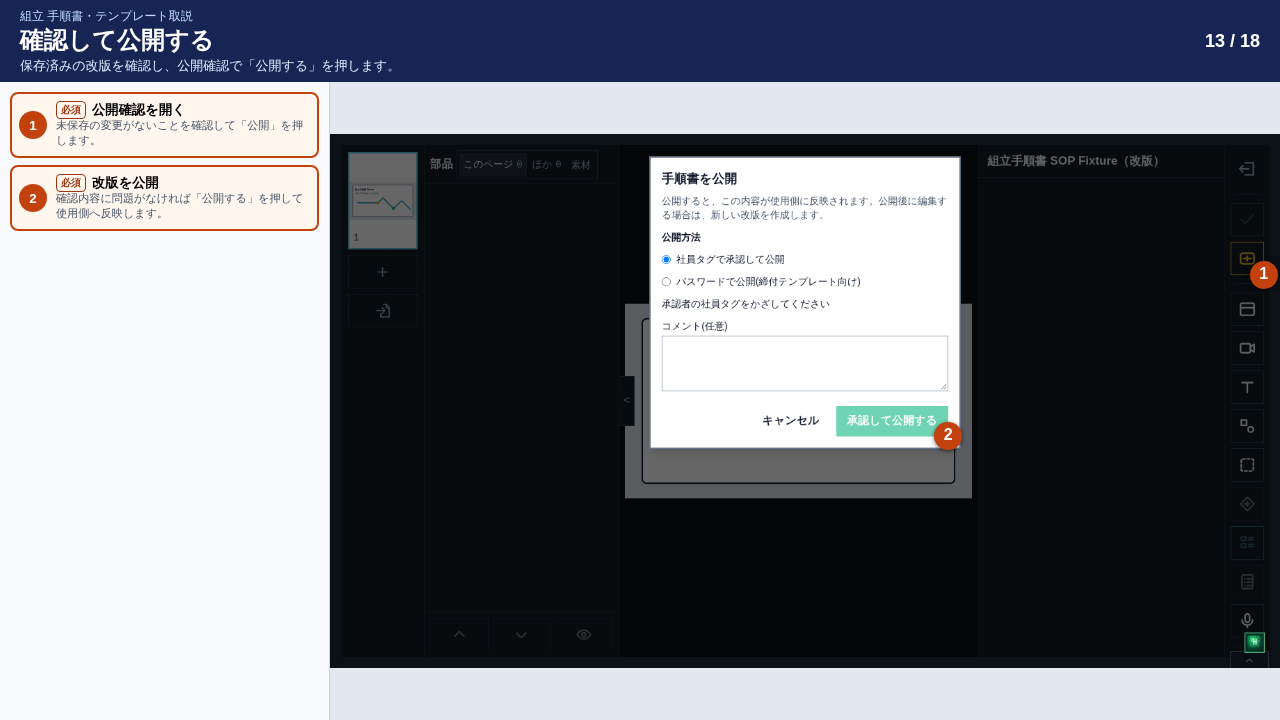 組立 手順書・テンプレート取説
確認して公開する
保存済みの改版を確認し、公開確認で「公開する」を押します。
13 / 18
1
必須 公開確認を開く
未保存の変更がないことを確認して「公開」を押
します。
2
必須 改版を公開
確認内容に問題がなければ「公開する」を押して
使用側へ反映します。
1
+
部品 このページ 0 ほか 0 素材
<
手順書を公開
公開すると、この内容が使用側に反映されます。公開後に編集す
る場合は、新しい改版を作成します。
公開方法
社員タグで承認して公開
パスワードで公開(締付テンプレート向け)
承認者の社員タグをかざしてください
コメント(任意)
キャンセル 承認して公開する
2
組立手順書 SOP Fixture（改版）
1